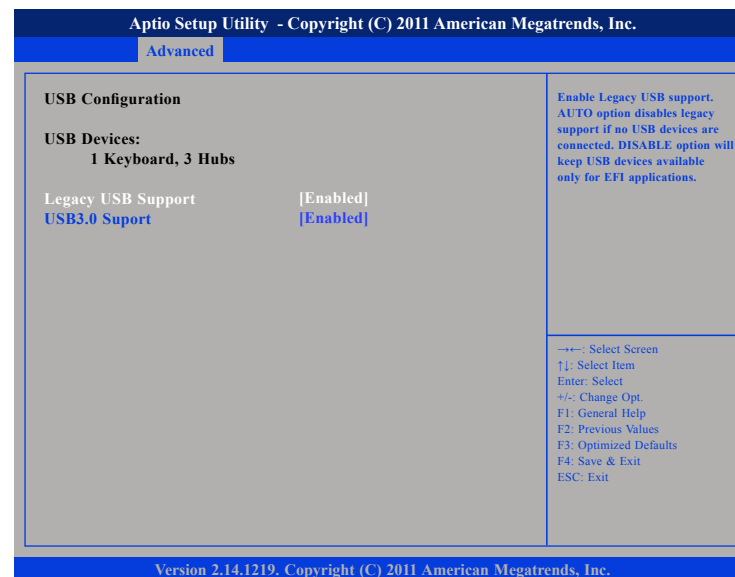 Aptio Setup Utility - Copyright (C) 2011 American Megatrends, Inc.
Advanced
USB Configuration
USB Devices:
1 Keyboard, 3 Hubs
Legacy USB Support [Enabled]
USB3.0 Suport [Enabled]
Enable Legacy USB support.
AUTO option disables legacy
support if no USB devices are
connected. DISABLE option will
keep USB devices available
only for EFI applications.
→←: Select Screen
↑↓: Select Item
Enter: Select
+/-: Change Opt.
F1: General Help
F2: Previous Values
F3: Optimized Defaults
F4: Save & Exit
ESC: Exit
Version 2.14.1219. Copyright (C) 2011 American Megatrends, Inc.